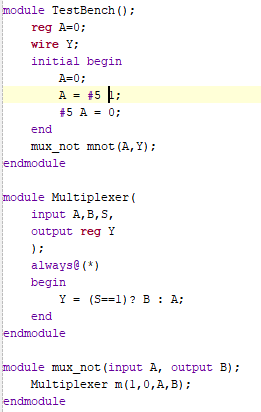 module TestBench();
    reg A=0;
    wire Y;
    initial begin
        A=0;
        A = #5 1;
        #5 A = 0;
    end
    mux_not mnot(A,Y);
endmodule

module Multiplexer(
    input A,B,S,
    output reg Y
    );
    always@(*)
    begin
        Y = (S==1)? B : A;
    end
endmodule

module mux_not(input A, output B);
    Multiplexer m(1,0,A,B);
endmodule